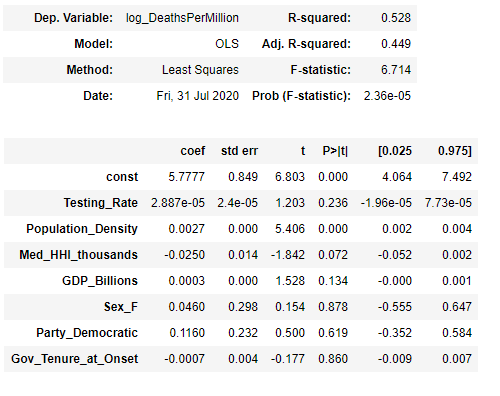 Dep. Variable: log_DeathsPerMillion R-squared: 0.528
Model: OLS Adj. R-squared: 0.449
Method: Least Squares F-statistic: 6.714
Date: Fri, 31 Jul 2020 Prob (F-statistic): 2.36e-05
coef std err t P>|t| [0.025 0.975]
const 5.7777 0.849 6.803 0.000 4.064 7.492
Testing_Rate 2.887e-05 2.4e-05 1.203 0.236 -1.96e-05 7.73e-05
Population_Density 0.0027 0.000 5.406 0.000 0.002 0.004
Med_HHI_thousands -0.0250 0.014 -1.842 0.072 -0.052 0.002
GDP_Billions 0.0003 0.000 1.528 0.134 -0.000 0.001
Sex_F 0.0460 0.298 0.154 0.878 -0.555 0.647
Party_Democratic 0.1160 0.232 0.500 0.619 -0.352 0.584
Gov_Tenure_at_Onset -0.0007 0.004 -0.177 0.860 -0.009 0.007